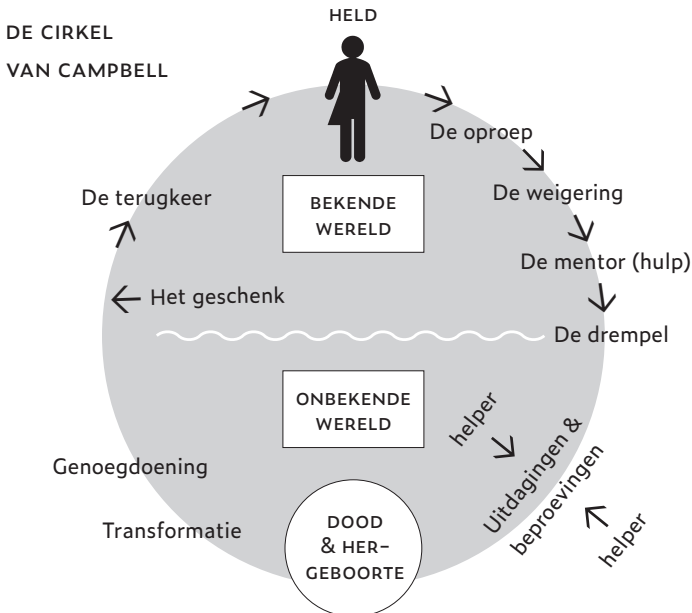 DE CIRKEL
VAN CAMPBELL
HELD
De oproep
De weigering
De mentor (hulp)
De drempel
BEKENDE
WERELD
De terugkeer
Het geschenk
ONBEKENDE
WERELD
helper
Uitdagingen &
beproevingen
helper
DOOD
& HER-
GEBOORTE
Transformatie
Genoegdoening